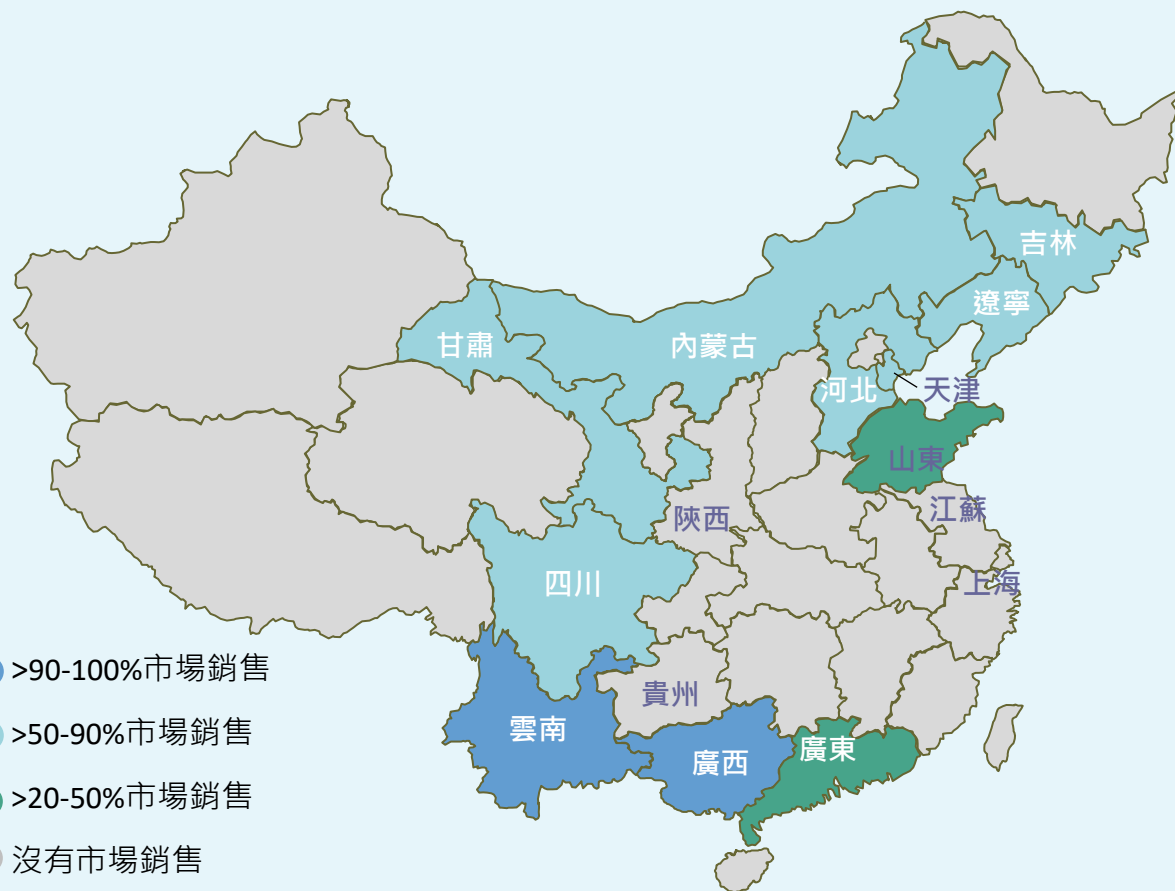 吉林
遼寧
甘肅
內蒙古
河北
天津
山東
江蘇
陝西
四川
上海
貴州
雲南
廣西
廣東
>90-100%市場銷售
>50-90%市場銷售
>20-50%市場銷售
沒有市場銷售